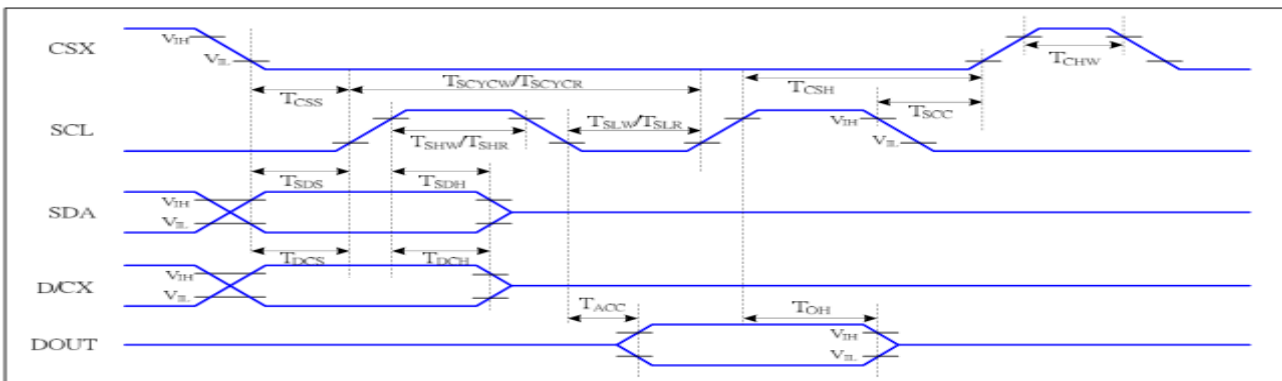 CSX
VIH
VIL
TCHW
TSCYCW/TSCYCR
TCSS
TCSH
TSCC
SCL
TSHW/TSHR
TSLW/TSLR
VIH
VIL
TSDS
TSDH
SDA
VIH
VIL
TDCS
TDCH
D/CX
VIH
VIL
TACC
TOH
DOUT
VIH
VIL